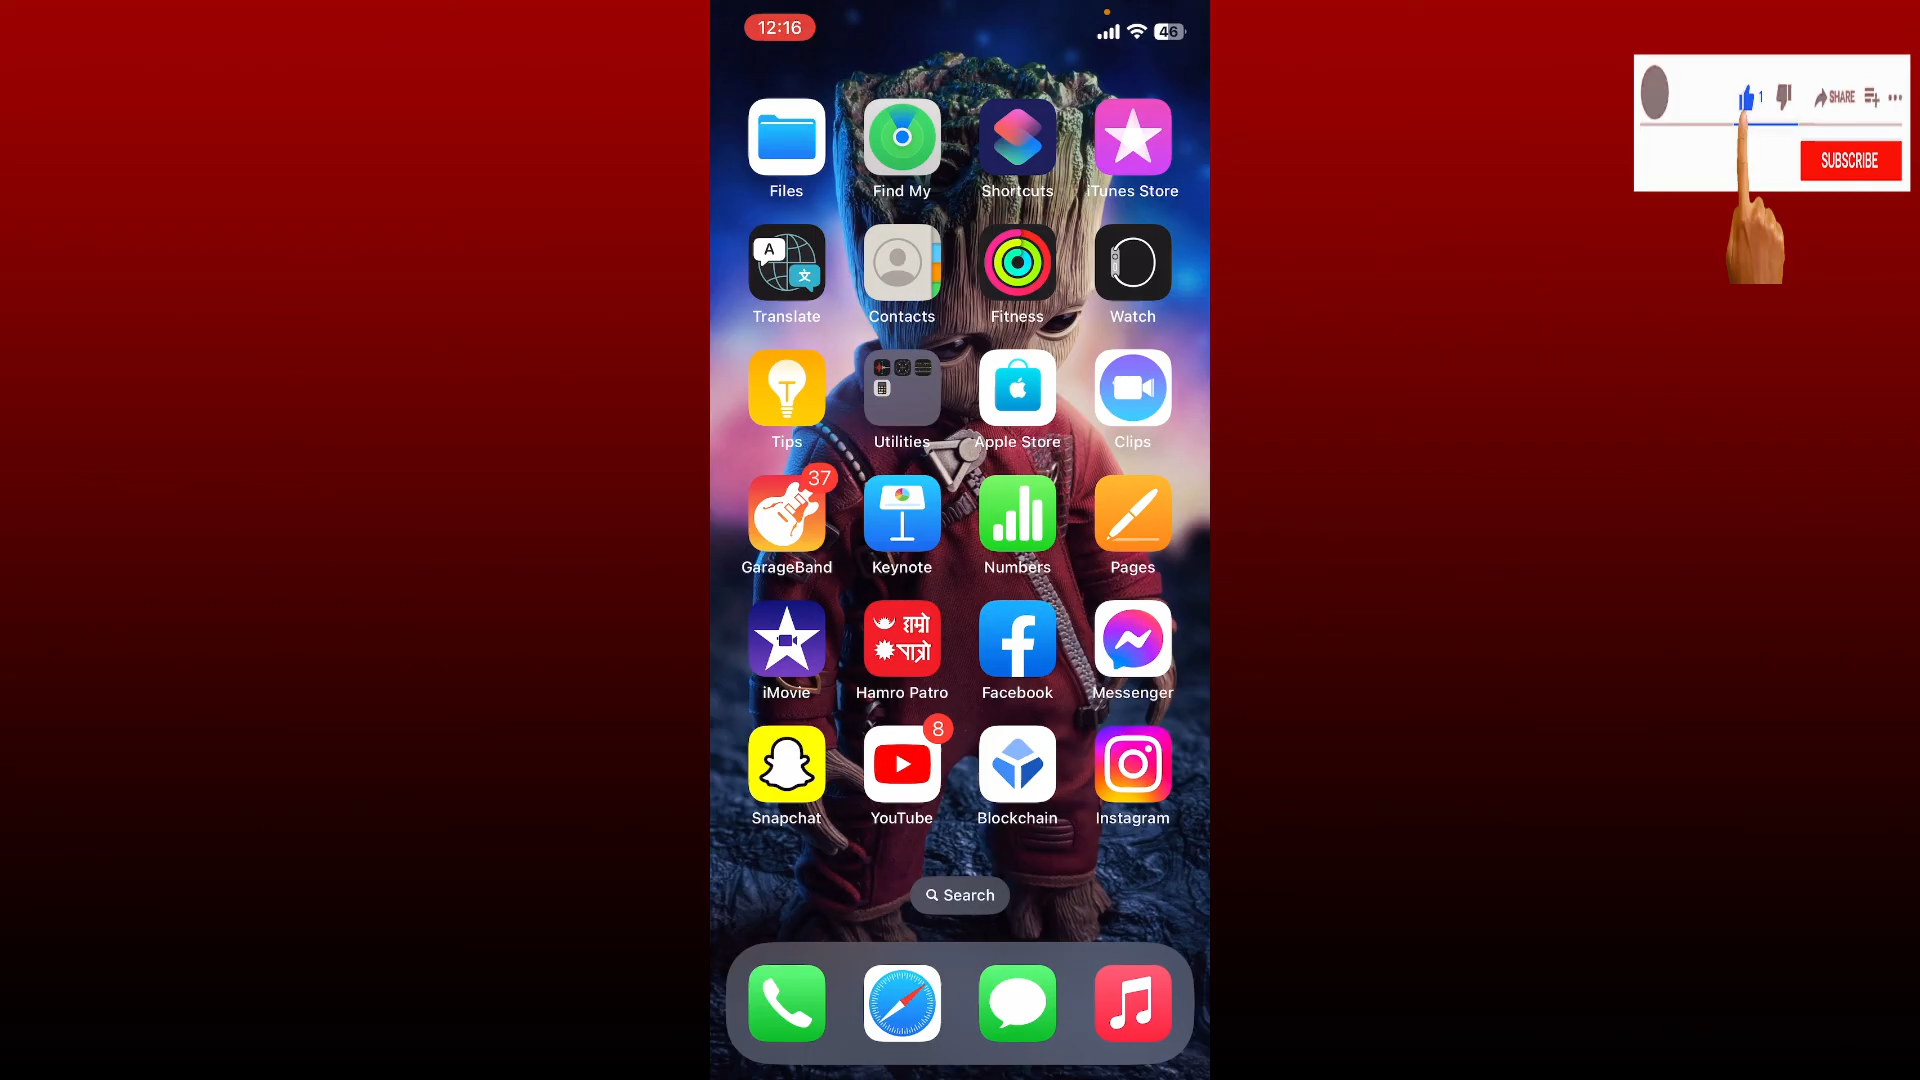 12:16
46
1
SHARE
SUBSCRIBE
Files
Find My
Shortcuts
iTunes Store
A
文
Translate
Contacts
Fitness
Watch
Tips
Utilities
Apple Store
Clips
37
GarageBand
Keynote
Numbers
Pages
हाम्रो
पात्रो
iMovie
Hamro Patro
Facebook
Messenger
8
Snapchat
YouTube
Blockchain
Instagram
Search